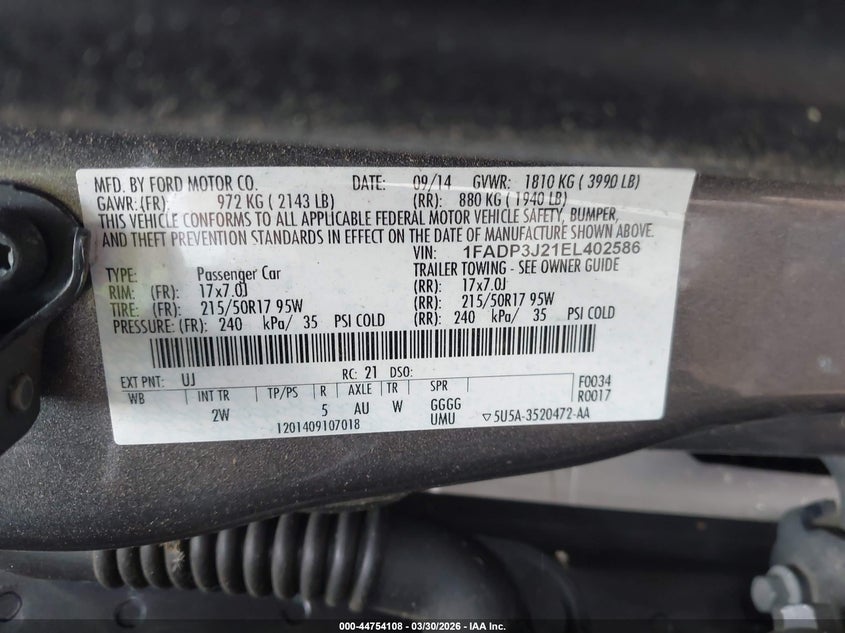 MFD. BY FORD MOTOR CO. DATE: 09/14 GVWR: 1810 KG ( 3990 LB)
GAWR:(FR): 972 KG ( 2143 LB) (RR): 880 KG ( 1940 LB)
THIS VEHICLE CONFORMS TO ALL APPLICABLE FEDERAL MOTOR VEHICLE SAFETY, BUMPER,
AND THEFT PREVENTION STANDARDS IN EFFECT ON THE DATE OF MANUFACTURE SHOWN ABOVE.
VIN: 1FADP3J21EL402586
TYPE: Passenger Car TRAILER TOWING - SEE OWNER GUIDE
RIM: (FR): 17x7.0J (RR): 17x7.0J
TIRE: (FR): 215/50R17 95W (RR): 215/50R17 95W
PRESSURE: (FR): 240 kPa/ 35 PSI COLD (RR): 240 kPa/ 35 PSI COLD
EXT PNT: UJ RC: 21 DSO: F0034
WB INT TR TP/PS R AXLE TR SPR R0017
2W 5 AU W GGGG
1201409107018 UMU ▽5U5A-3520472-AA
000-44754108 - 03/30/2026 - IAA Inc.